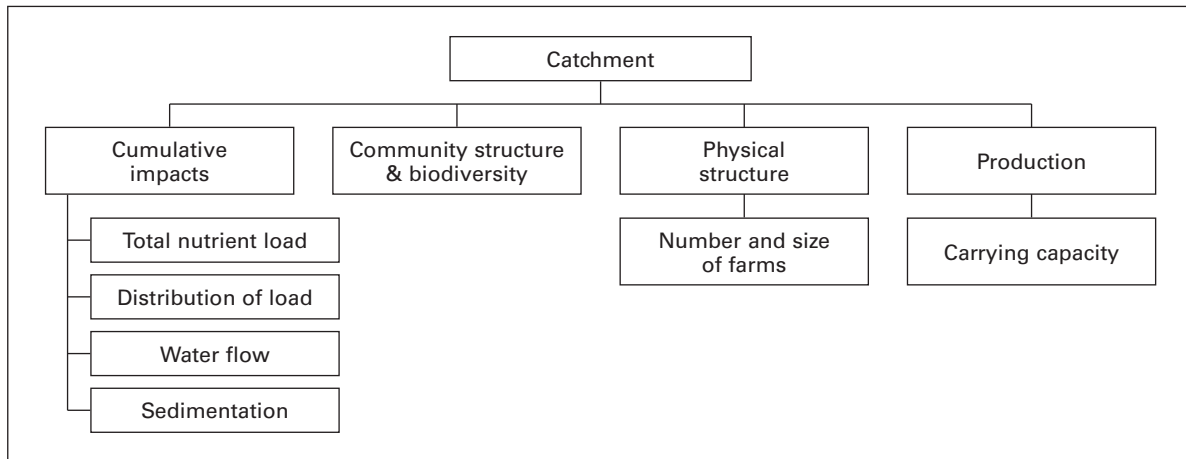 Catchment
Cumulative
impacts
Community structure
& biodiversity
Physical
structure
Production
Total nutrient load
Distribution of load
Water flow
Sedimentation
Number and size
of farms
Carrying capacity